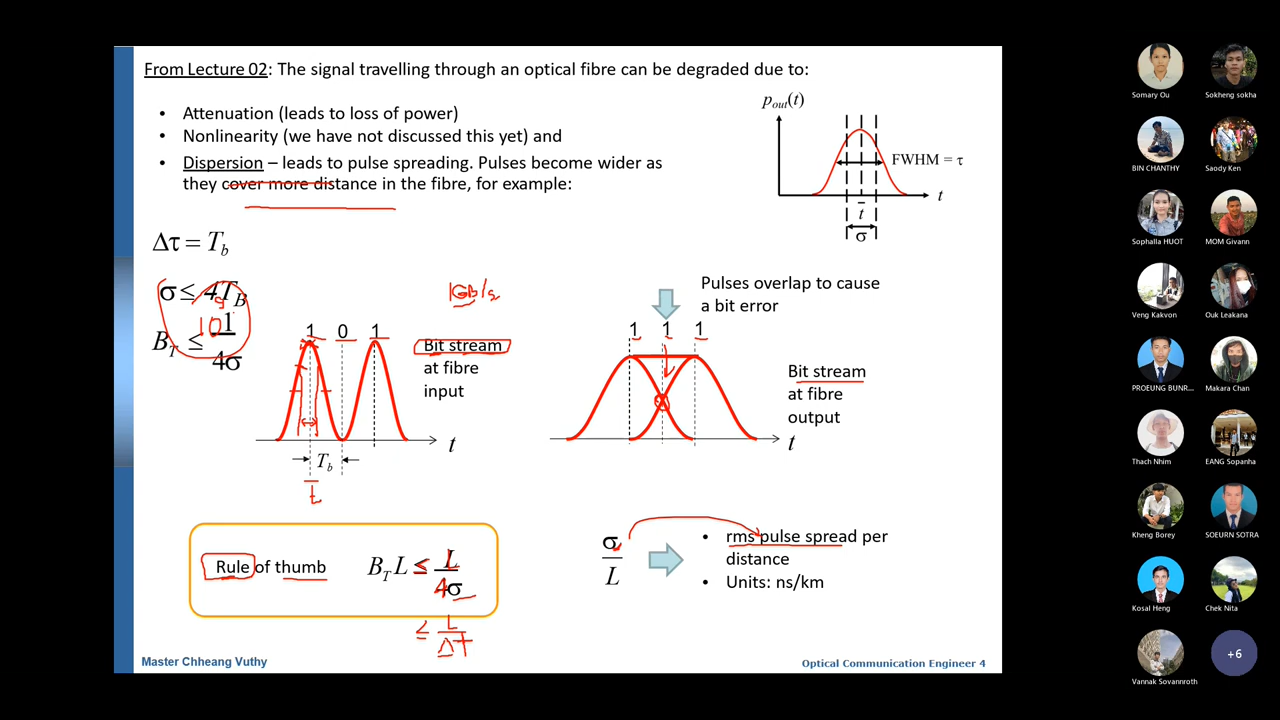 From Lecture 02: The signal travelling through an optical fibre can be degraded due to:
• Attenuation (leads to loss of power)
• Nonlinearity (we have not discussed this yet) and
• Dispersion – leads to pulse spreading. Pulses become wider as
they cover more distance in the fibre, for example:
p_out(t)
FWHM = τ
t
t̄
σ
Δτ = T_b
σ ≤ 4T_B
B_T ≤ 1/4σ
10^9
1GB/s
1 0 1
Bit stream
at fibre
input
t
T_b
t̄
Pulses overlap to cause
a bit error
1 1 1
Bit stream
at fibre
output
t
Rule of thumb
B_T L ≤ L/4σ
≤ L/ΔT
σ/L
• rms pulse spread per
distance
• Units: ns/km
Master Chheang Vuthy
Optical Communication Engineer 4
Somary Ou
Sokheng sokha
BIN CHANTHY
Saody Ken
Sophalla HUOT
MOM Givann
Veng Kakvon
Ouk Leakana
PROEUNG BUNR...
Makara Chan
Thach Nhim
EANG Sopanha
Kheng Borey
SOEURN SOTRA
Kosal Heng
Chek Nita
Vannak Sovannroth
+6